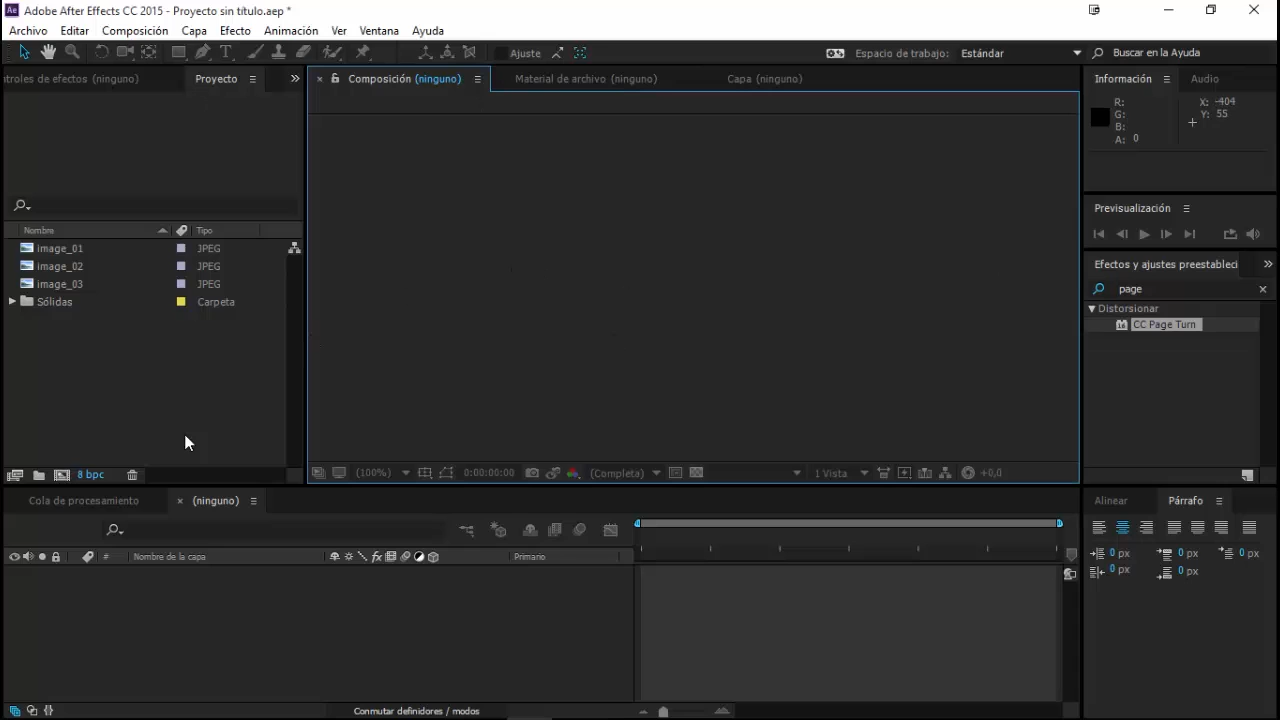 Ae Adobe After Effects CC 2015 - Proyecto sin título.aep *
Archivo Editar Composición Capa Efecto Animación Ver Ventana Ayuda
Ajuste Espacio de trabajo: Estándar Buscar en la Ayuda
ntroles de efectos (ninguno) Proyecto
Composición (ninguno) Material de archivo (ninguno) Capa (ninguno)
Información Audio
R: X: -404
G: Y: 55
B:
A: 0
Previsualización
Efectos y ajustes preestableci
page
Distorsionar
CC Page Turn
Nombre Tipo
image_01 JPEG
image_02 JPEG
image_03 JPEG
Sólidas Carpeta
8 bpc
(100%) 0:00:00:00 (Completa) 1 Vista +0,0
Cola de procesamiento (ninguno)
# Nombre de la capa fx Primario
Conmutar definidores / modos
Alinear Párrafo
0 px 0 px 0 px
0 px 0 px